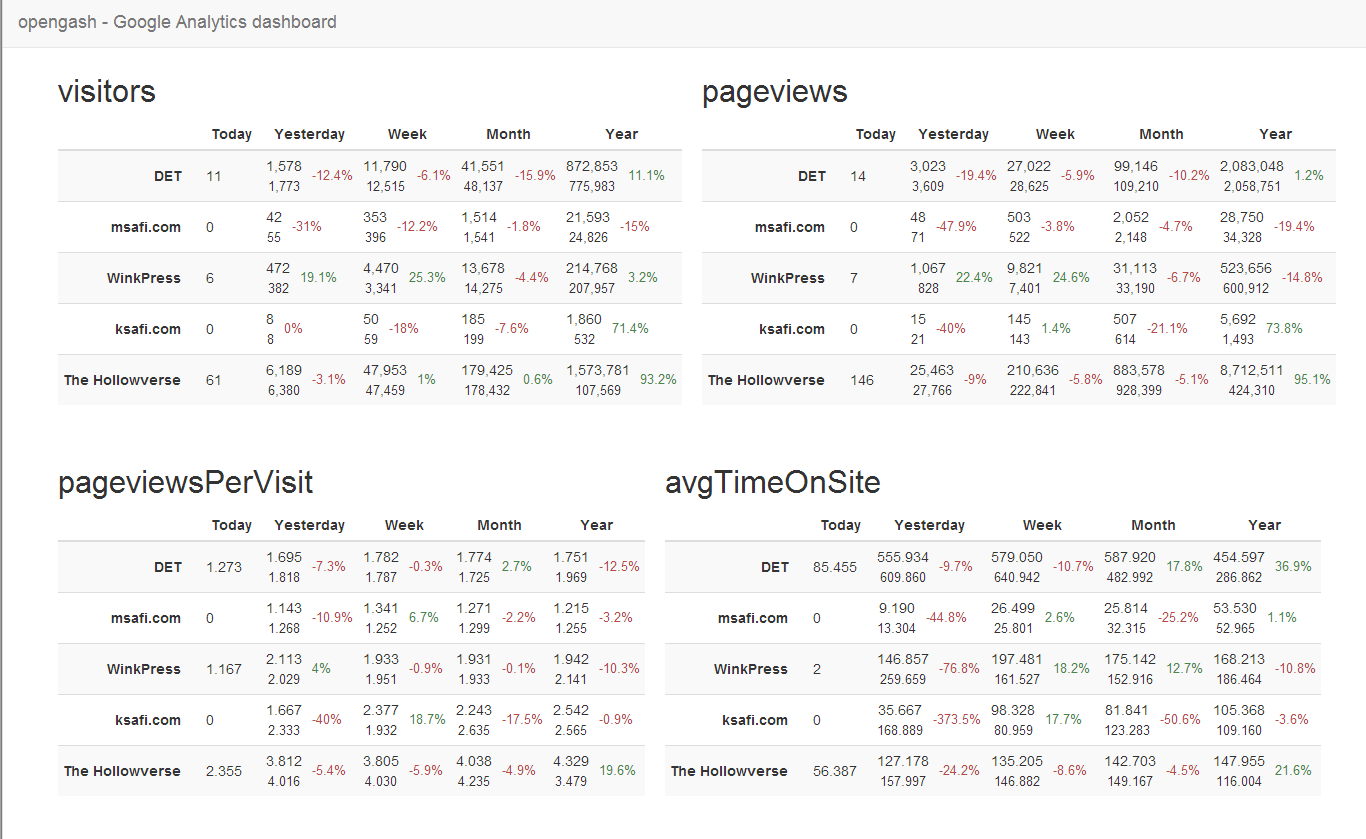 opengash - Google Analytics dashboard
visitors
Today Yesterday Week Month Year
DET 11 1,578 1,773 -12.4% 11,790 12,515 -6.1% 41,551 48,137 -15.9% 872,853 775,983 11.1%
msafi.com 0 42 55 -31% 353 396 -12.2% 1,514 1,541 -1.8% 21,593 24,826 -15%
WinkPress 6 472 382 19.1% 4,470 3,341 25.3% 13,678 14,275 -4.4% 214,768 207,957 3.2%
ksafi.com 0 8 8 0% 50 59 -18% 185 199 -7.6% 1,860 532 71.4%
The Hollowverse 61 6,189 6,380 -3.1% 47,953 47,459 1% 179,425 178,432 0.6% 1,573,781 107,569 93.2%
pageviews
Today Yesterday Week Month Year
DET 14 3,023 3,609 -19.4% 27,022 28,625 -5.9% 99,146 109,210 -10.2% 2,083,048 2,058,751 1.2%
msafi.com 0 48 71 -47.9% 503 522 -3.8% 2,052 2,148 -4.7% 28,750 34,328 -19.4%
WinkPress 7 1,067 828 22.4% 9,821 7,401 24.6% 31,113 33,190 -6.7% 523,656 600,912 -14.8%
ksafi.com 0 15 21 -40% 145 143 1.4% 507 614 -21.1% 5,692 1,493 73.8%
The Hollowverse 146 25,463 27,766 -9% 210,636 222,841 -5.8% 883,578 928,399 -5.1% 8,712,511 424,310 95.1%
pageviewsPerVisit
Today Yesterday Week Month Year
DET 1.273 1.695 1.818 -7.3% 1.782 1.787 -0.3% 1.774 1.725 2.7% 1.751 1.969 -12.5%
msafi.com 0 1.143 1.268 -10.9% 1.341 1.252 6.7% 1.271 1.299 -2.2% 1.215 1.255 -3.2%
WinkPress 1.167 2.113 2.029 4% 1.933 1.951 -0.9% 1.931 1.933 -0.1% 1.942 2.141 -10.3%
ksafi.com 0 1.667 2.333 -40% 2.377 1.932 18.7% 2.243 2.635 -17.5% 2.542 2.565 -0.9%
The Hollowverse 2.355 3.812 4.016 -5.4% 3.805 4.030 -5.9% 4.038 4.235 -4.9% 4.329 3.479 19.6%
avgTimeOnSite
Today Yesterday Week Month Year
DET 85.455 555.934 609.860 -9.7% 579.050 640.942 -10.7% 587.920 482.992 17.8% 454.597 286.862 36.9%
msafi.com 0 9.190 13.304 -44.8% 26.499 25.801 2.6% 25.814 32.315 -25.2% 53.530 52.965 1.1%
WinkPress 2 146.857 259.659 -76.8% 197.481 161.527 18.2% 175.142 152.916 12.7% 168.213 186.464 -10.8%
ksafi.com 0 35.667 168.889 -373.5% 98.328 80.959 17.7% 81.841 123.283 -50.6% 105.368 109.160 -3.6%
The Hollowverse 56.387 127.178 157.997 -24.2% 135.205 146.882 -8.6% 142.703 149.167 -4.5% 147.955 116.004 21.6%